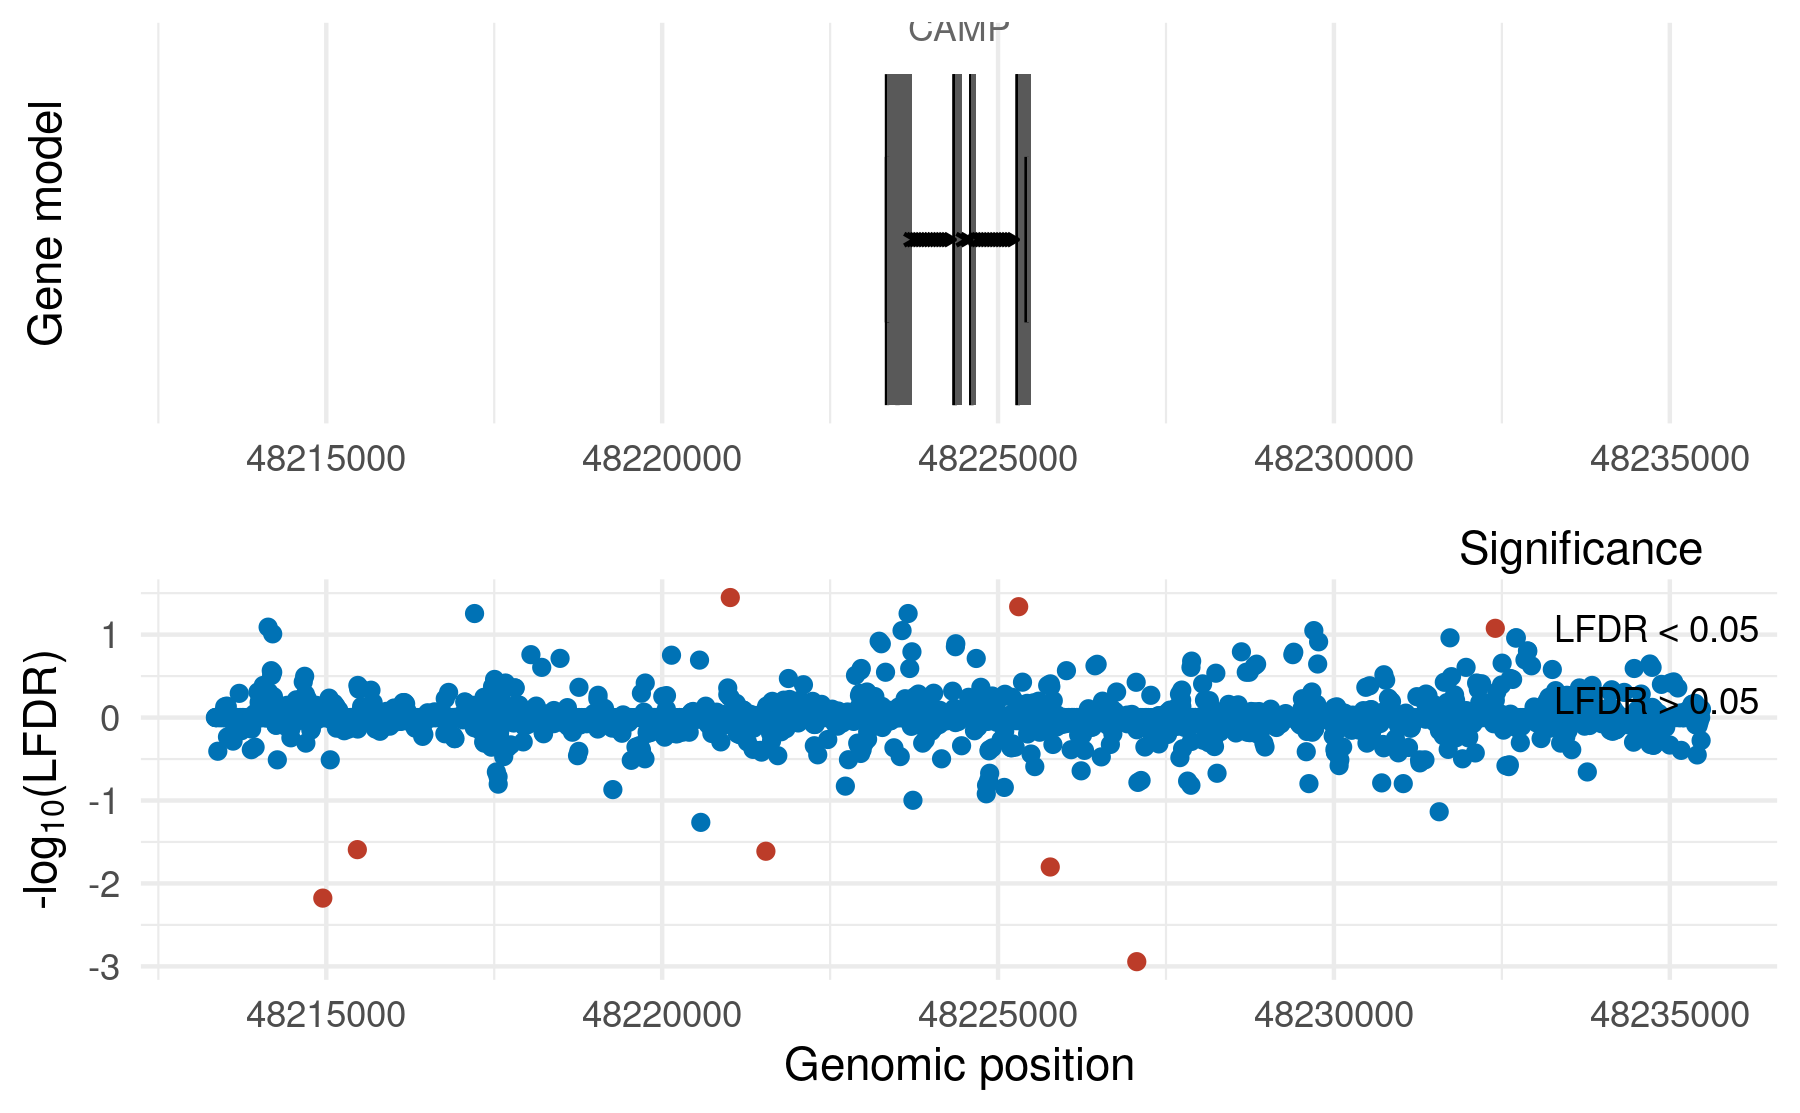 CAMP
Gene model
48215000 48220000 48225000 48230000 48235000
Significance
LFDR < 0.05
LFDR > 0.05
-log₁₀(LFDR)
1
0
-1
-2
-3
48215000 48220000 48225000 48230000 48235000
Genomic position